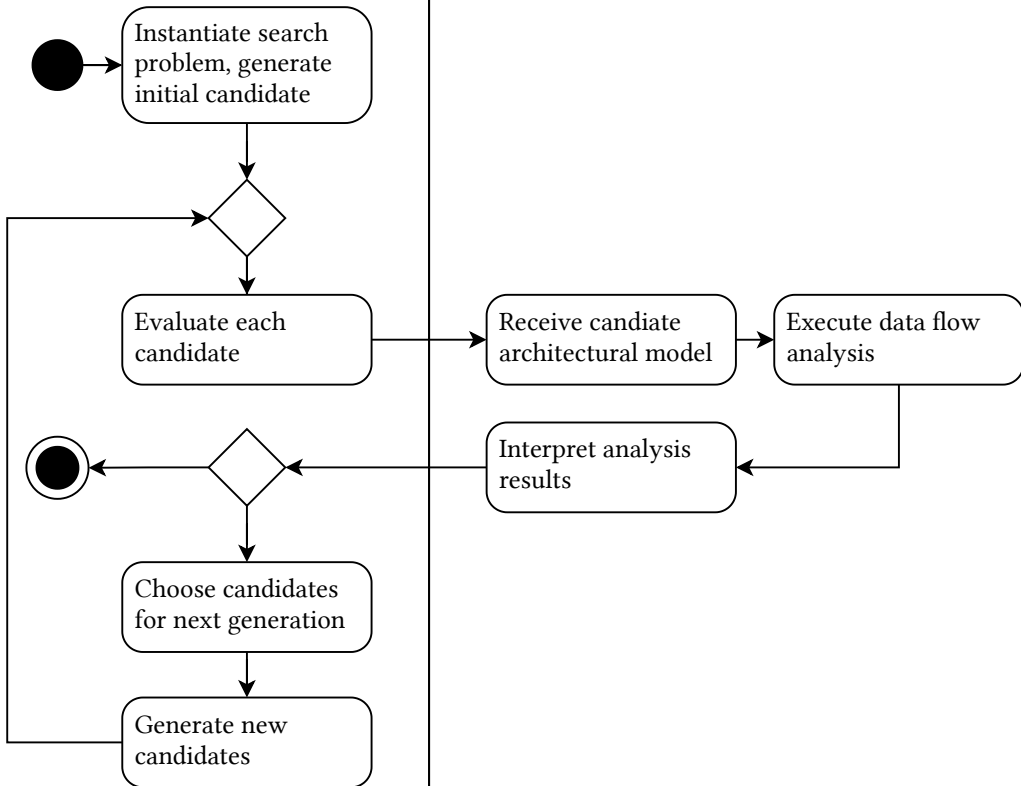 Instantiate search
problem, generate
initial candidate
Evaluate each
candidate
Receive candiate
architectural model
Execute data flow
analysis
Interpret analysis
results
Choose candidates
for next generation
Generate new
candidates